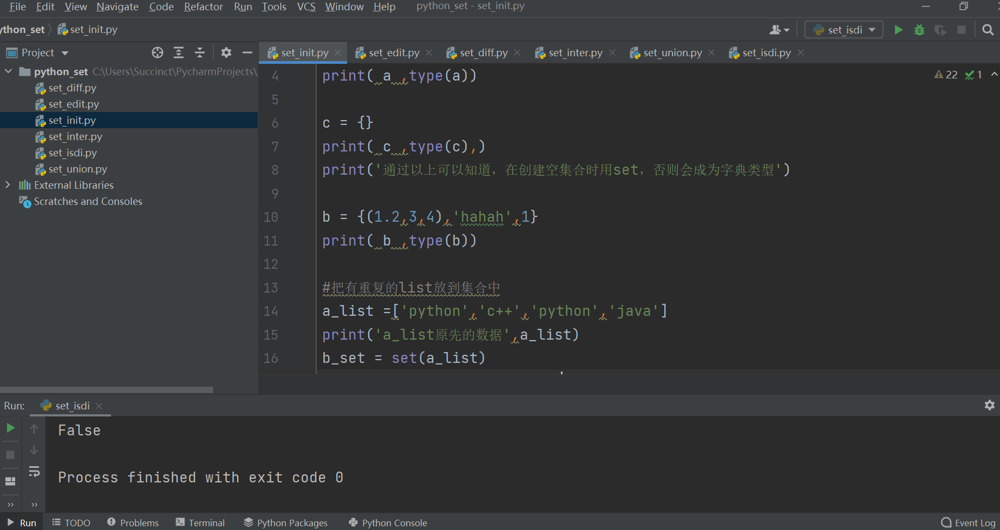 File Edit View Navigate Code Refactor Run Tools VCS Window Help python_set - set_init.py
ython_set set_init.py set_isdi
Project
set_init.py set_edit.py set_diff.py set_inter.py set_union.py set_isdi.py
python_set C:\Users\Succinct\PycharmProjects\
set_diff.py
set_edit.py
set_init.py
set_inter.py
set_isdi.py
set_union.py
External Libraries
Scratches and Consoles
22 1
4 print( a ,type(a))
5
6 c = {}
7 print( c ,type(c),)
8 print('通过以上可以知道，在创建空集合时用set，否则会成为字典类型')
9
10 b = {(1.2,3,4),'hahah',1}
11 print( b ,type(b))
12
13 #把有重复的list放到集合中
14 a_list =['python','c++','python','java']
15 print('a_list原先的数据',a_list)
16 b_set = set(a_list)
Run: set_isdi
False
Process finished with exit code 0
Run TODO Problems Terminal Python Packages Python Console Event Log